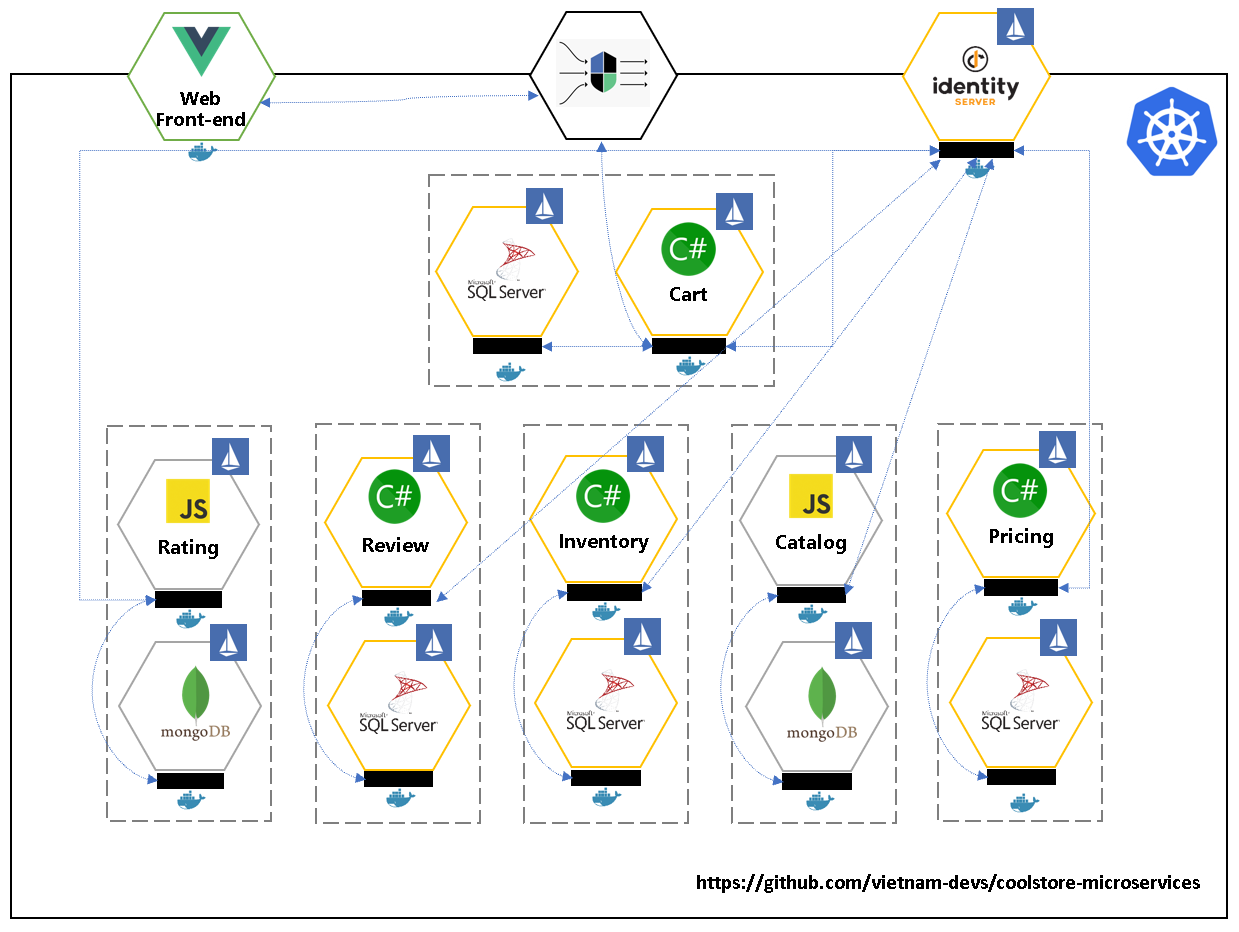 Web
Front-end
identity
SERVER
Microsoft
SQL Server
C#
Cart
JS
Rating
C#
Review
C#
Inventory
JS
Catalog
C#
Pricing
mongoDB
Microsoft
SQL Server
Microsoft
SQL Server
mongoDB
Microsoft
SQL Server
https://github.com/vietnam-devs/coolstore-microservices